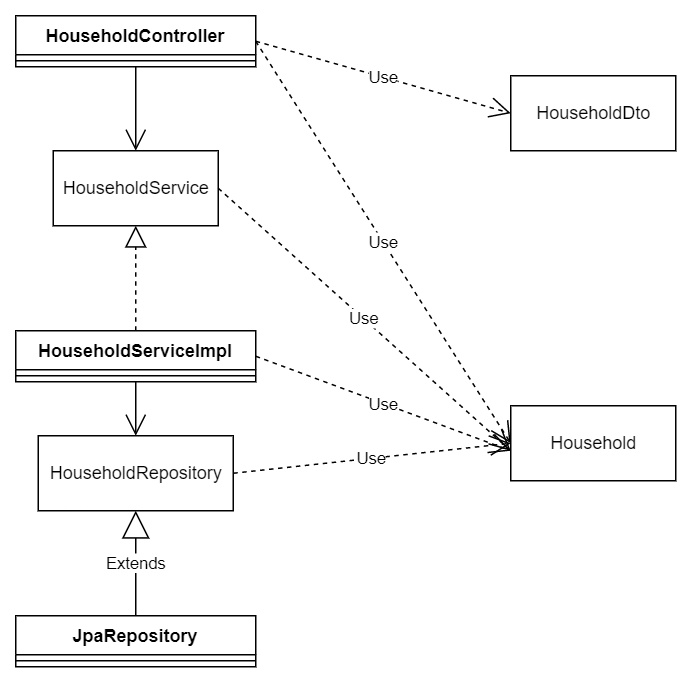 HouseholdController
Use
HouseholdDto
HouseholdService
Use
Use
HouseholdServiceImpl
Use
Household
HouseholdRepository
Use
Extends
JpaRepository